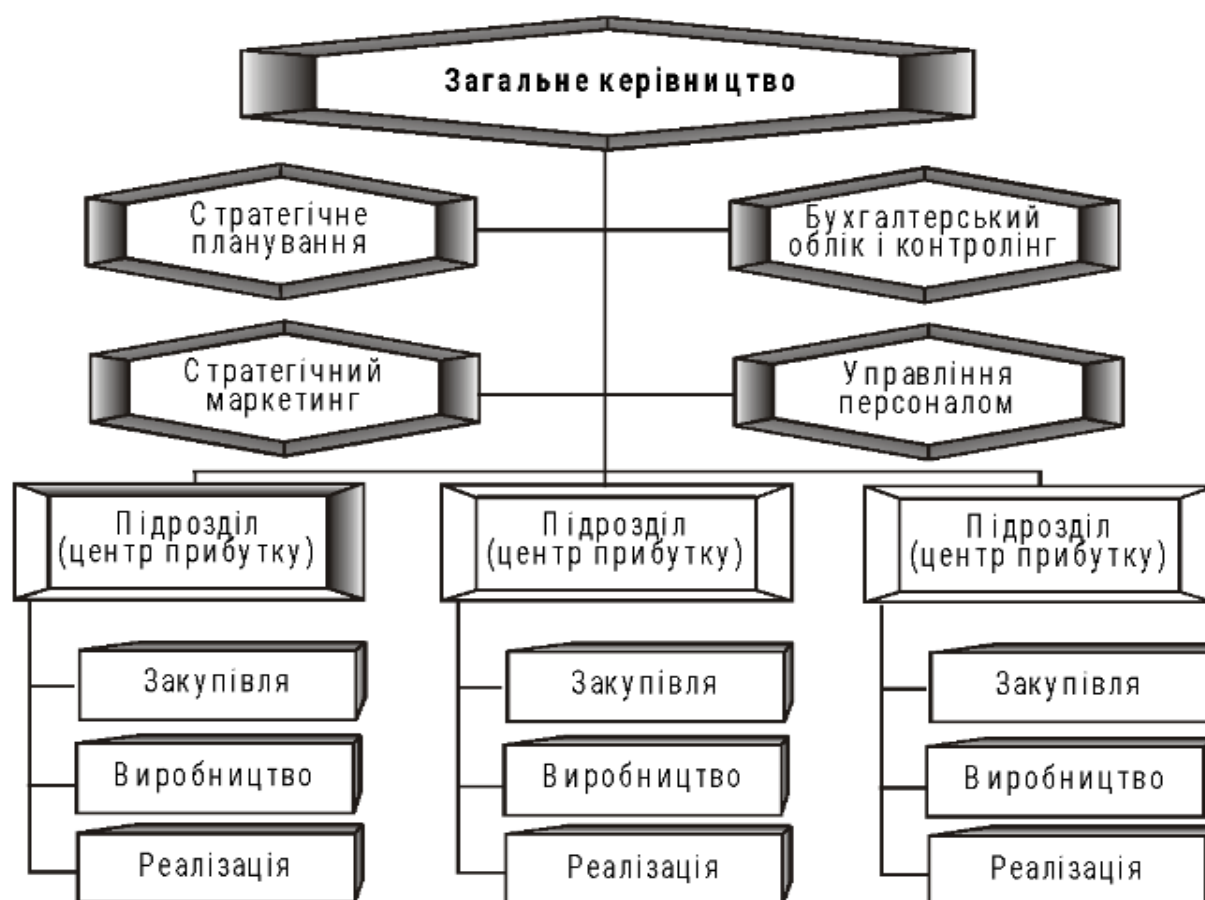 Загальне керівництво
Стратегічне
планування
Бухгалтерський
облік і контролінг
Стратегічний
маркетинг
Управління
персоналом
Підрозділ
(центр прибутку)
Підрозділ
(центр прибутку)
Підрозділ
(центр прибутку)
Закупівля
Закупівля
Закупівля
Виробництво
Виробництво
Виробництво
Реалізація
Реалізація
Реалізація